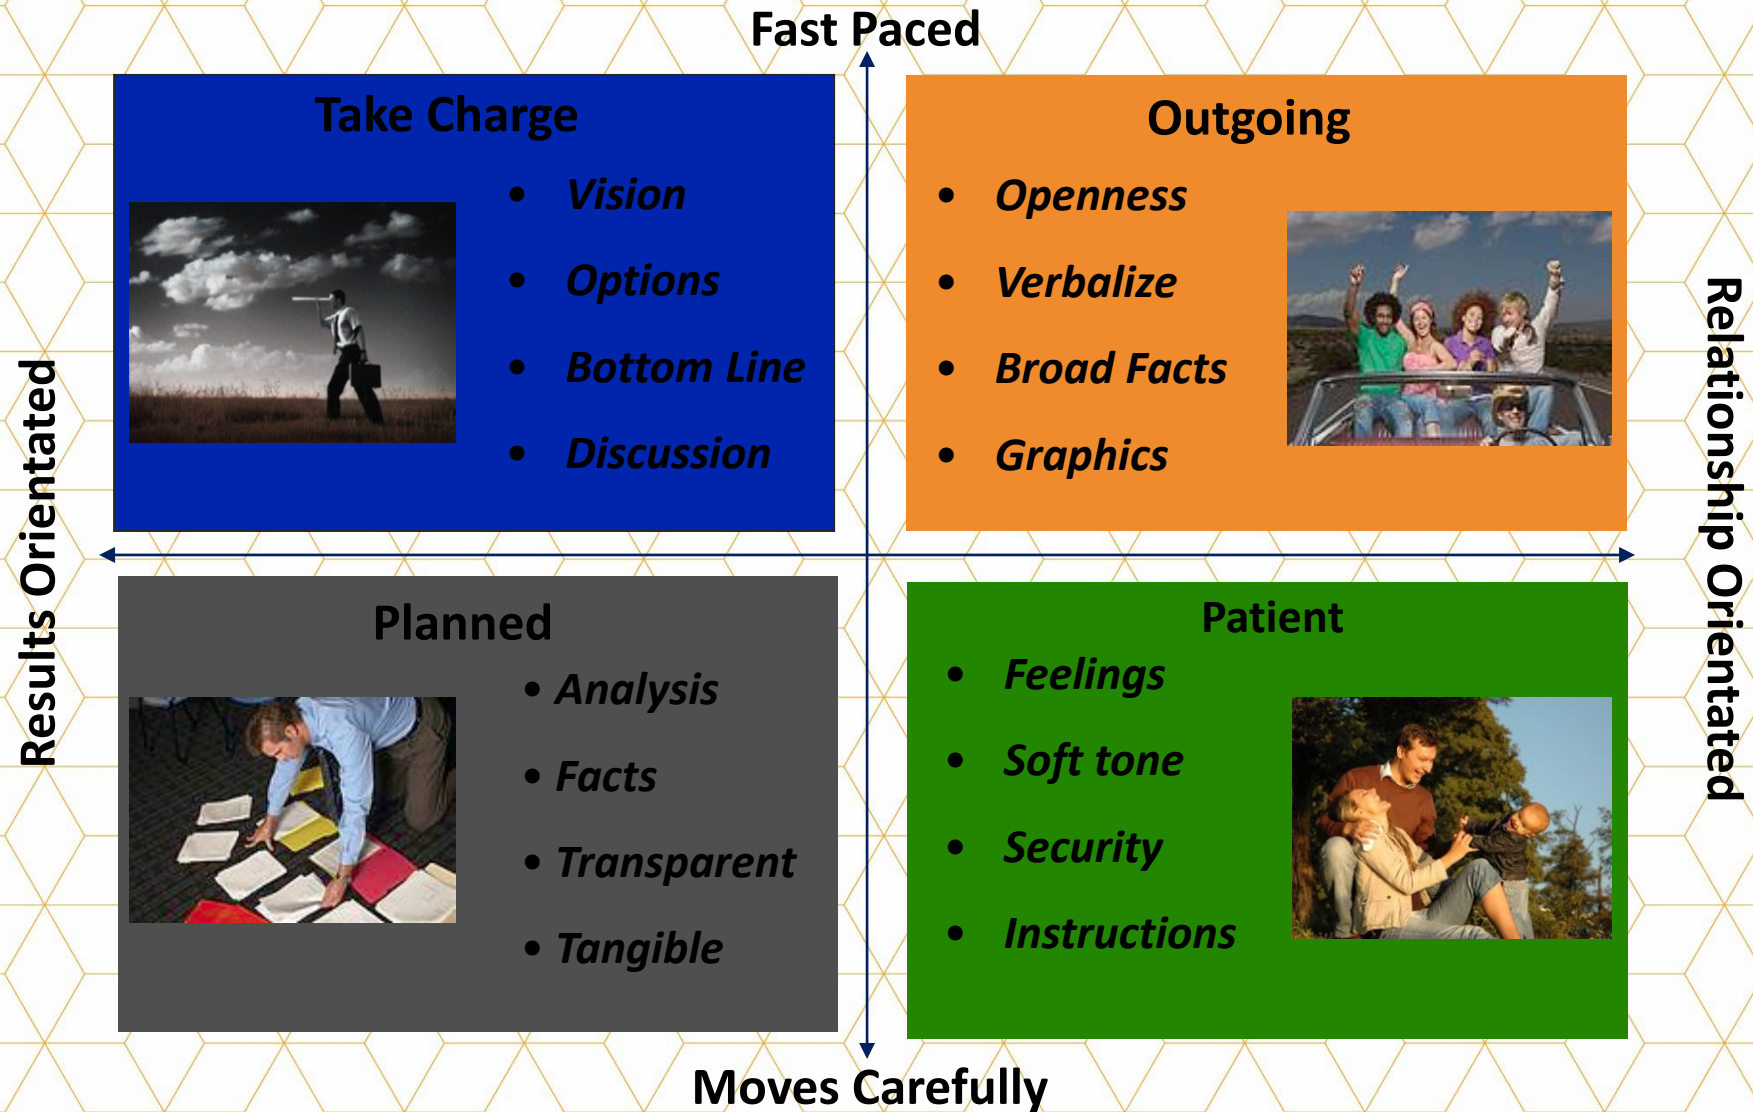 Fast Paced
Take Charge
• Vision
• Options
• Bottom Line
• Discussion
Outgoing
• Openness
• Verbalize
• Broad Facts
• Graphics
Results Orientated
Relationship Orientated
Planned
• Analysis
• Facts
• Transparent
• Tangible
Patient
• Feelings
• Soft tone
• Security
• Instructions
Moves Carefully